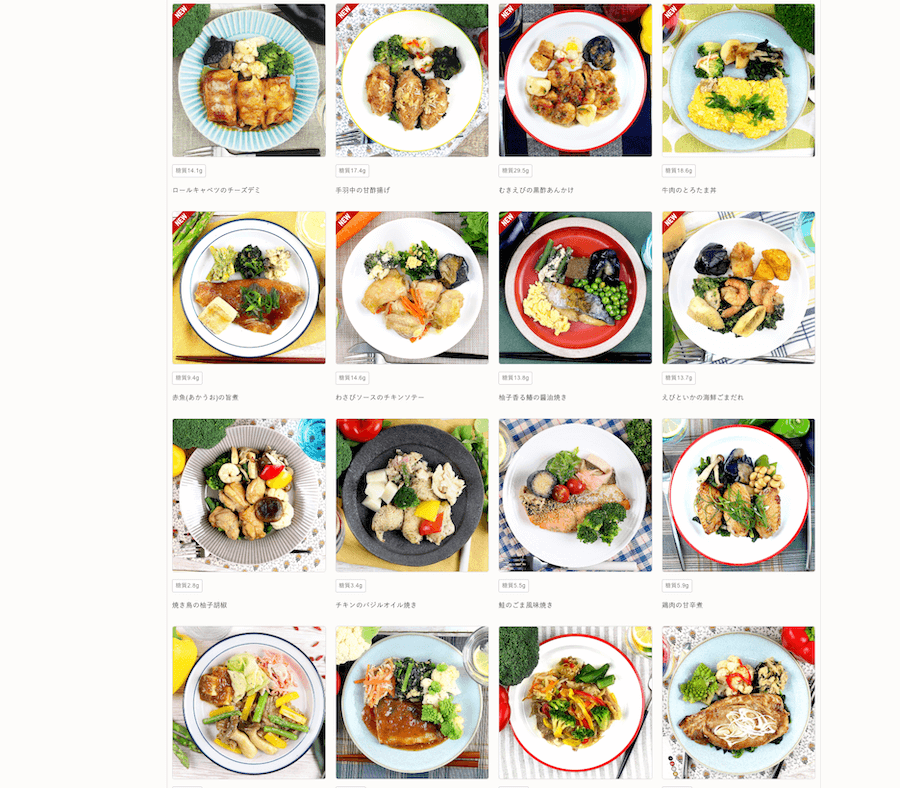 NEW
NEW
NEW
NEW
糖質14.1g
糖質17.4g
糖質29.5g
糖質18.6g
ロールキャベツのチーズデミ
手羽中の甘酢揚げ
むきえびの黒酢あんかけ
牛肉のとろたま丼
NEW
NEW
NEW
NEW
糖質9.4g
糖質14.6g
糖質13.8g
糖質13.7g
赤魚(あかうお)の旨煮
わさびソースのチキンソテー
柚子香る鰆の醤油焼き
えびといかの海鮮ごまだれ
糖質2.8g
糖質3.4g
糖質5.5g
糖質5.9g
焼き鳥の柚子胡椒
チキンのバジルオイル焼き
鮭のごま風味焼き
鶏肉の甘辛煮